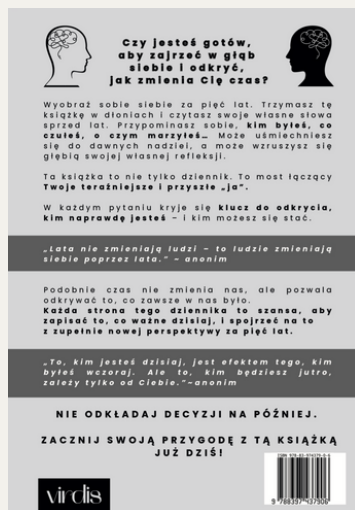 Czy jesteś gotów,
aby zajrzeć w głąb
siebie i odkryć,
jak zmienia Cię czas?
Wyobraź sobie siebie za pięć lat. Trzymasz tę
książkę w dłoniach i czytasz swoje własne słowa
sprzed lat. Przypominasz sobie, kim byłeś, co
czułeś, o czym marzyłeś... Może uśmiechniesz
się do dawnych nadziei, a może wzruszysz się
głębią swojej własnej refleksji.
Ta książka to nie tylko dziennik. To most łączący
Twoje teraźniejsze i przyszłe „ja".
W każdym pytaniu kryje się klucz do odkrycia,
kim naprawdę jesteś – i kim możesz się stać.
„Lata nie zmieniają ludzi – to ludzie zmieniają
siebie poprzez lata." – anonim
Podobnie czas nie zmienia nas, ale pozwala
odkrywać to, co zawsze w nas było.
Każda strona tego dziennika to szansa, aby
zapisać to, co ważne dzisiaj, i spojrzeć na to
z zupełnie nowej perspektywy za pięć lat.
„To, kim jesteś dzisiaj, jest efektem tego, kim
byłeś wczoraj. Ale to, kim będziesz jutro,
zależy tylko od Ciebie."–anonim
NIE ODKŁADAJ DECYZJI NA PÓŹNIEJ.
ZACZNIJ SWOJĄ PRZYGODĘ Z TĄ KSIĄŻKĄ
JUŻ DZIŚ!
virdis
9 788397 437906